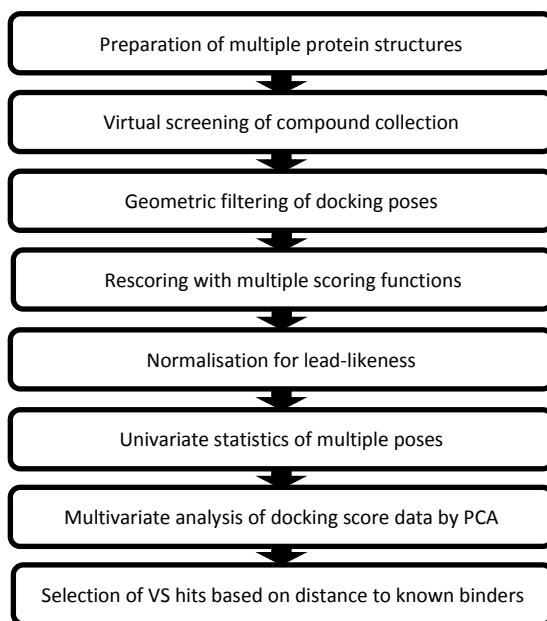 Preparation of multiple protein structures
Virtual screening of compound collection
Geometric filtering of docking poses
Rescoring with multiple scoring functions
Normalisation for lead-likeness
Univariate statistics of multiple poses
Multivariate analysis of docking score data by PCA
Selection of VS hits based on distance to known binders